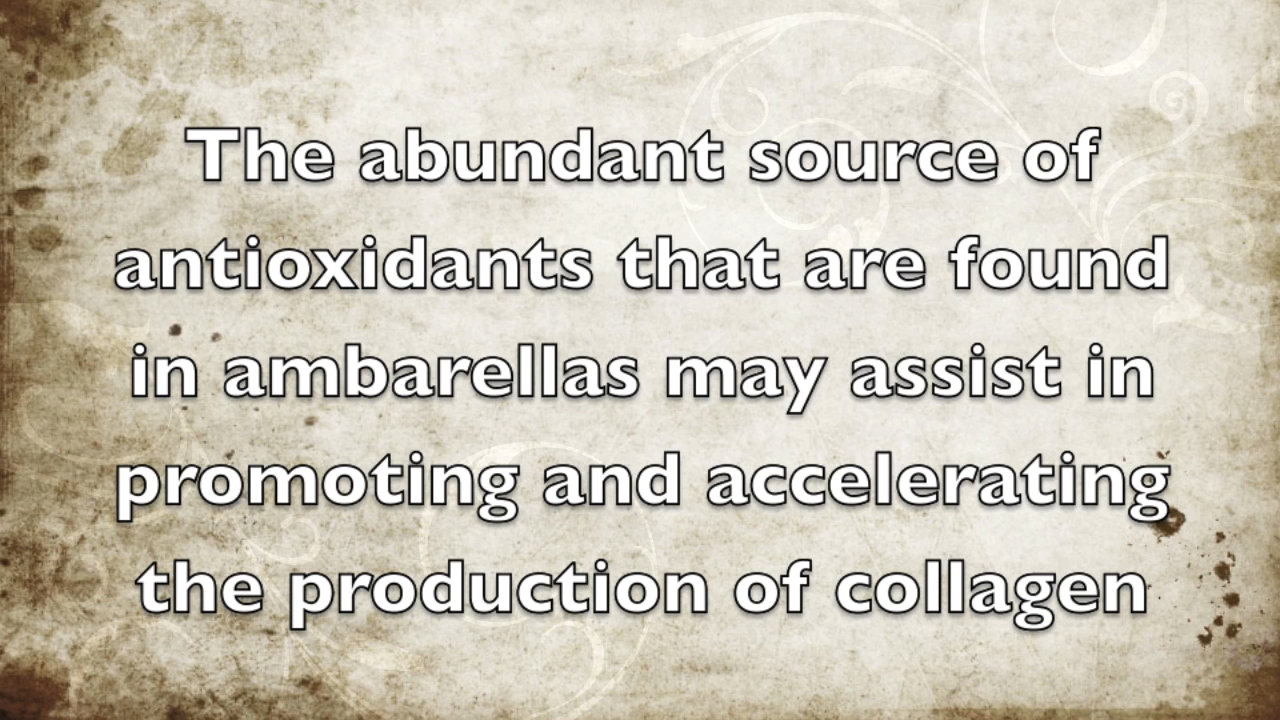 The abundant source of
antioxidants that are found
in ambarellas may assist in
promoting and accelerating
the production of collagen